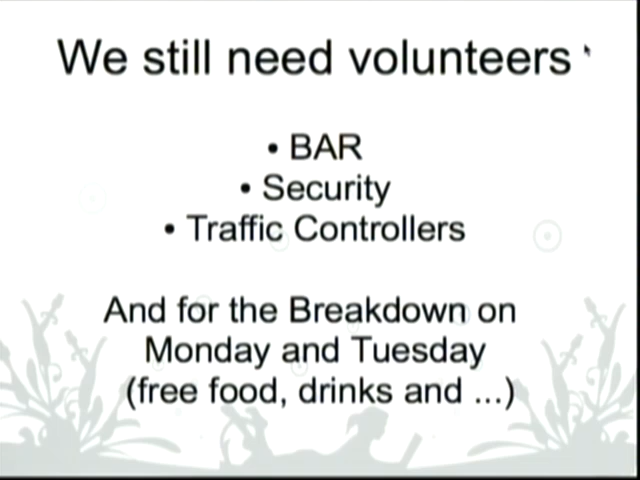 We still need volunteers
• BAR
• Security
• Traffic Controllers
And for the Breakdown on
Monday and Tuesday
(free food, drinks and ...)